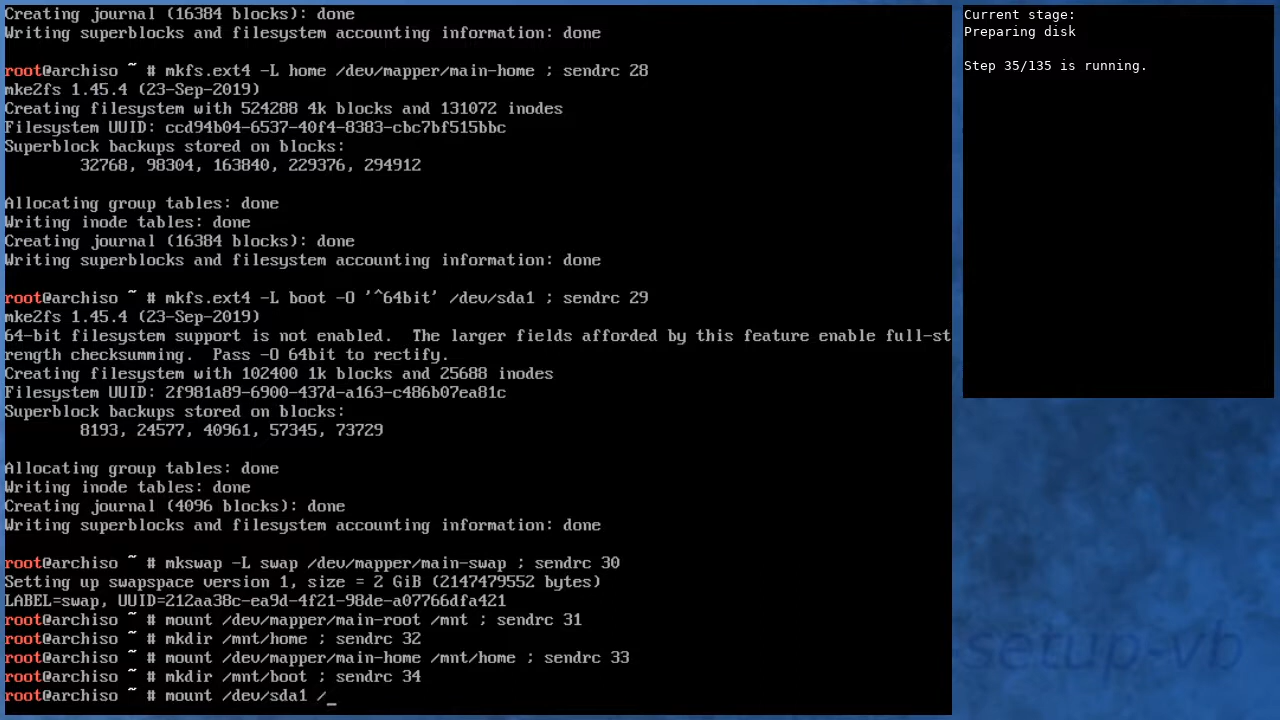 Creating journal (16384 blocks): done
Writing superblocks and filesystem accounting information: done
root@archiso ~ # mkfs.ext4 -L home /dev/mapper/main-home ; sendrc 28
mke2fs 1.45.4 (23-Sep-2019)
Creating filesystem with 524288 4k blocks and 131072 inodes
Filesystem UUID: ccd94b04-6537-40f4-8383-cbc7bf515bbc
Superblock backups stored on blocks:
32768, 98304, 163840, 229376, 294912
Allocating group tables: done
Writing inode tables: done
Creating journal (16384 blocks): done
Writing superblocks and filesystem accounting information: done
root@archiso ~ # mkfs.ext4 -L boot -O '^64bit' /dev/sda1 ; sendrc 29
mke2fs 1.45.4 (23-Sep-2019)
64-bit filesystem support is not enabled.  The larger fields afforded by this feature enable full-st
rength checksumming.  Pass -O 64bit to rectify.
Creating filesystem with 102400 1k blocks and 25688 inodes
Filesystem UUID: 2f981a89-6900-437d-a163-c486b07ea81c
Superblock backups stored on blocks:
8193, 24577, 40961, 57345, 73729
Allocating group tables: done
Writing inode tables: done
Creating journal (4096 blocks): done
Writing superblocks and filesystem accounting information: done
root@archiso ~ # mkswap -L swap /dev/mapper/main-swap ; sendrc 30
Setting up swapspace version 1, size = 2 GiB (2147479552 bytes)
LABEL=swap, UUID=212aa38c-ea9d-4f21-98de-a07766dfa421
root@archiso ~ # mount /dev/mapper/main-root /mnt ; sendrc 31
root@archiso ~ # mkdir /mnt/home ; sendrc 32
root@archiso ~ # mount /dev/mapper/main-home /mnt/home ; sendrc 33
root@archiso ~ # mkdir /mnt/boot ; sendrc 34
root@archiso ~ # mount /dev/sda1 /_
Current stage:
Preparing disk
Step 35/135 is running.
setup-vb